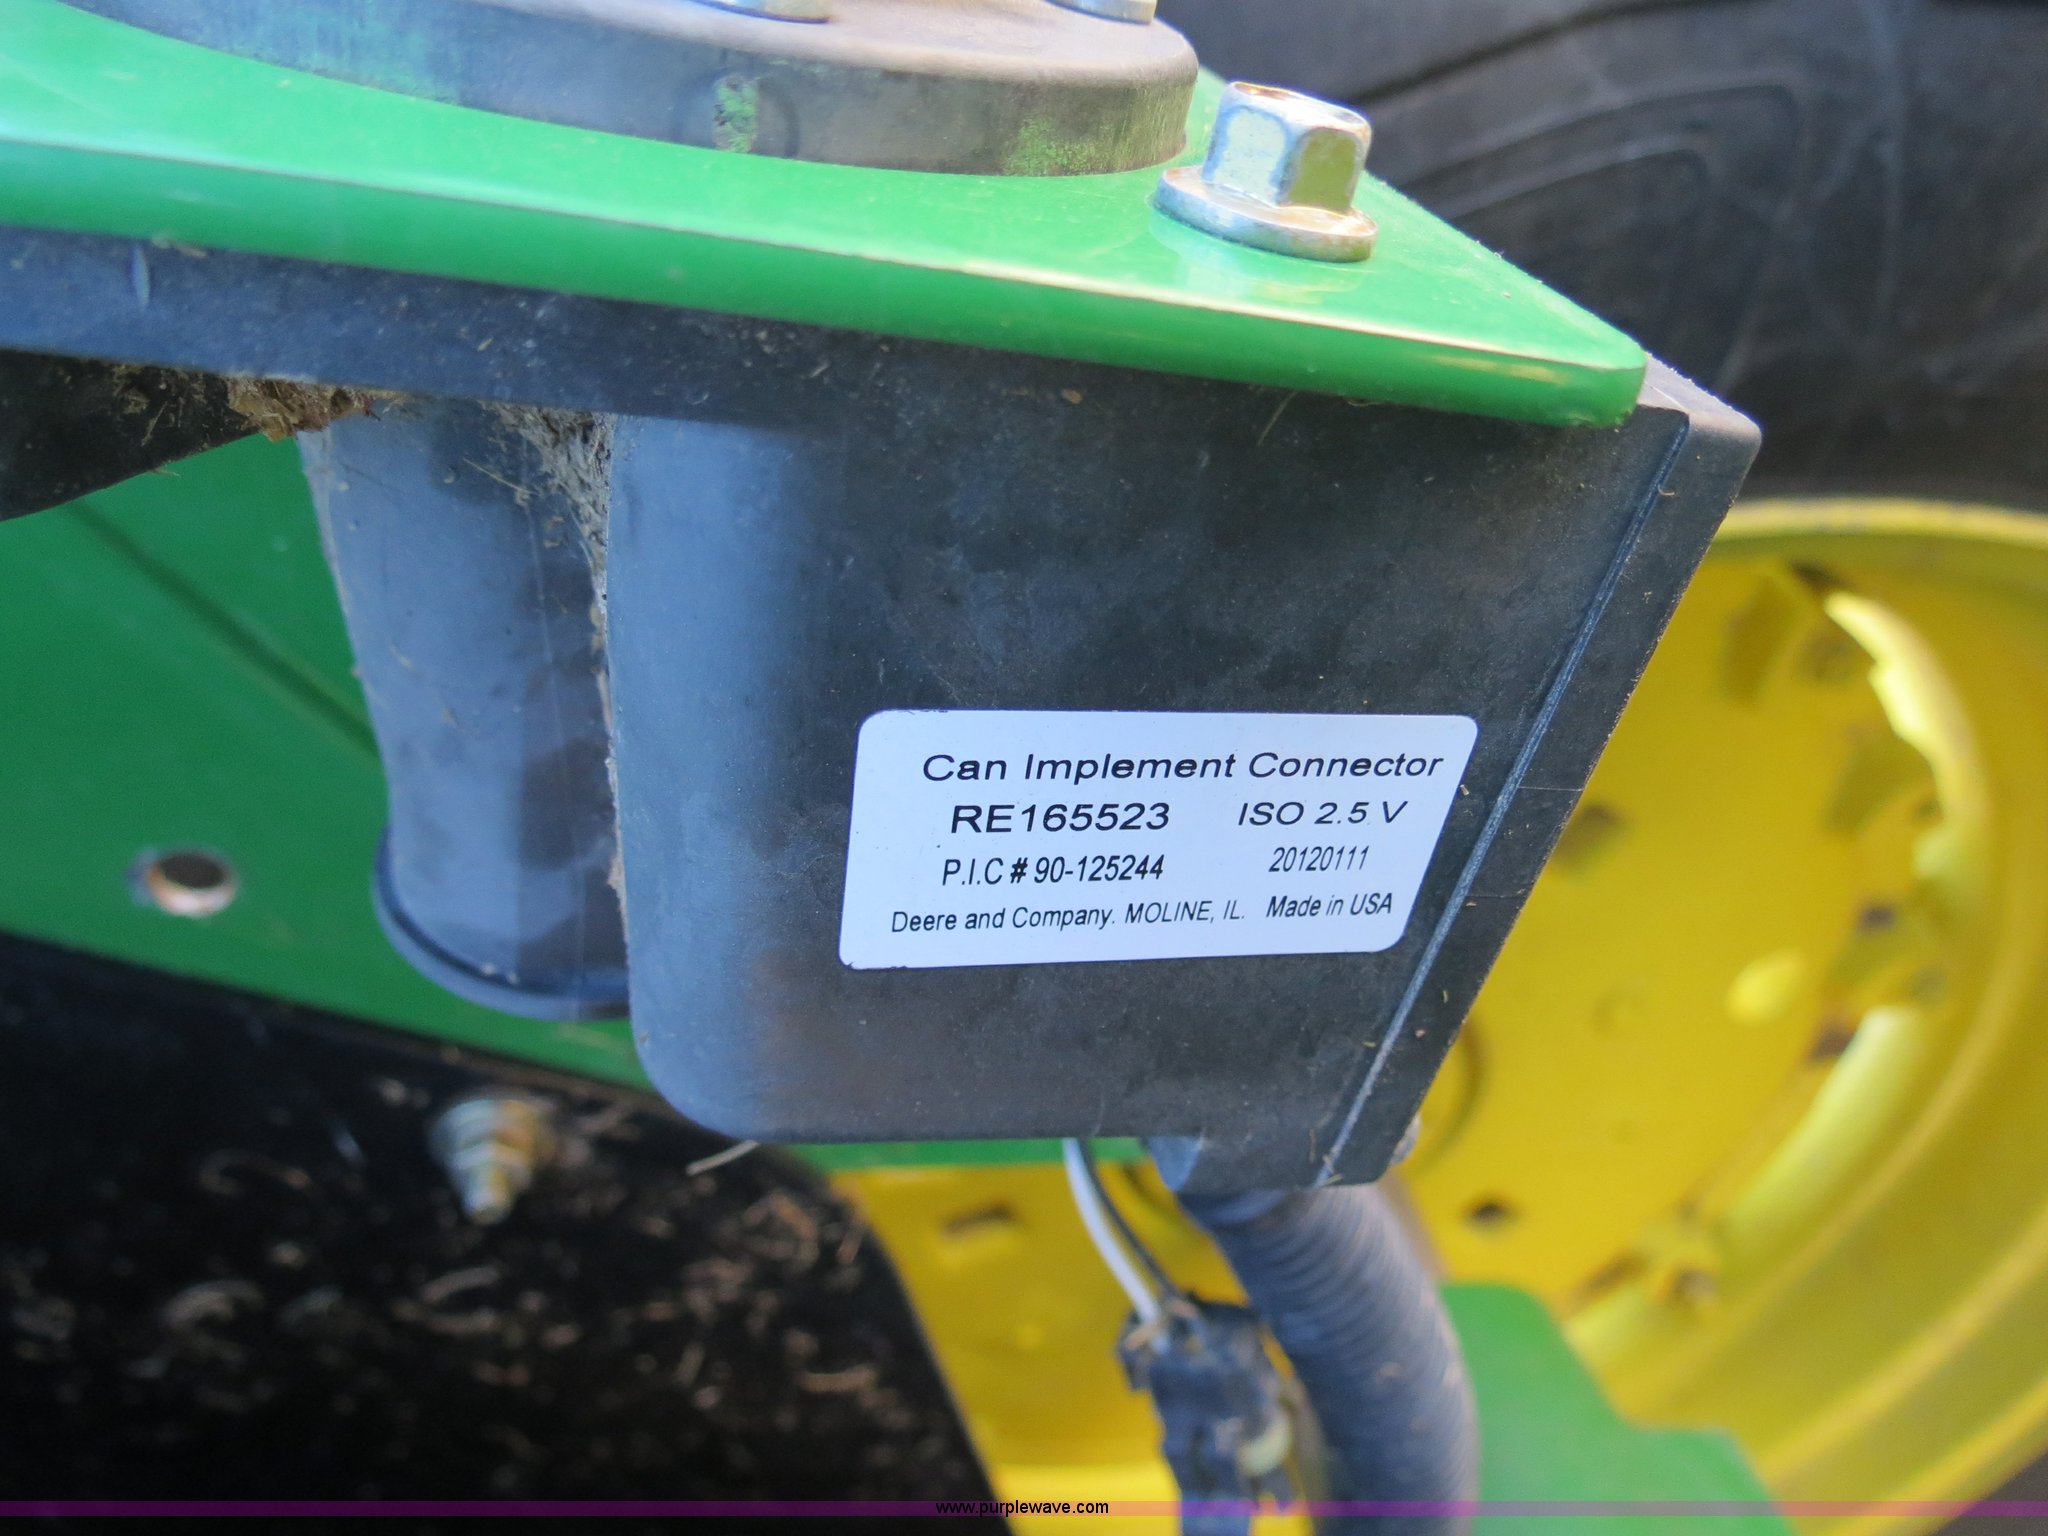 Can Implement Connector
RE165523 ISO 2.5 V
P.I.C # 90-125244 20120111
Deere and Company. MOLINE, IL. Made in USA
www.purplewave.com